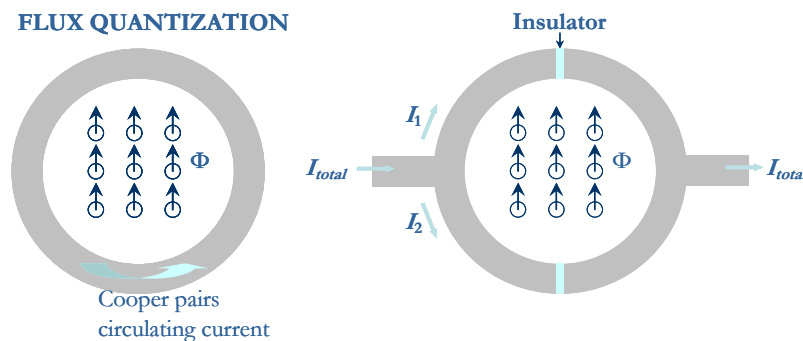 FLUX QUANTIZATION
Φ
Cooper pairs
circulating current
Insulator
I1
Itotal
Φ
Itota
I2